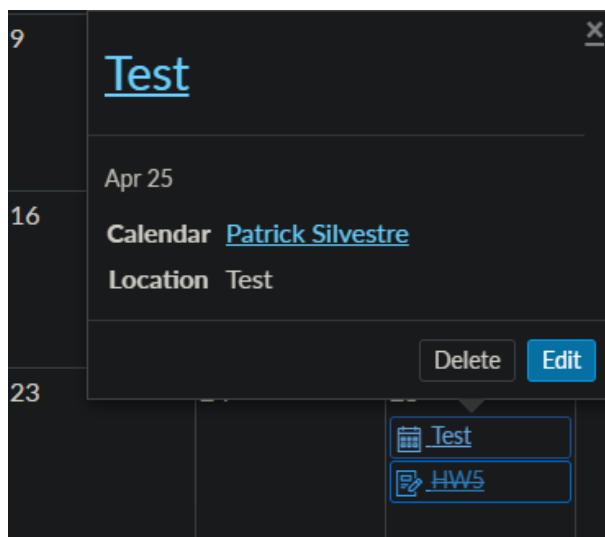 9
×
Test
Apr 25
16
Calendar Patrick Silvestre
Location Test
Delete Edit
23
Test
HW5